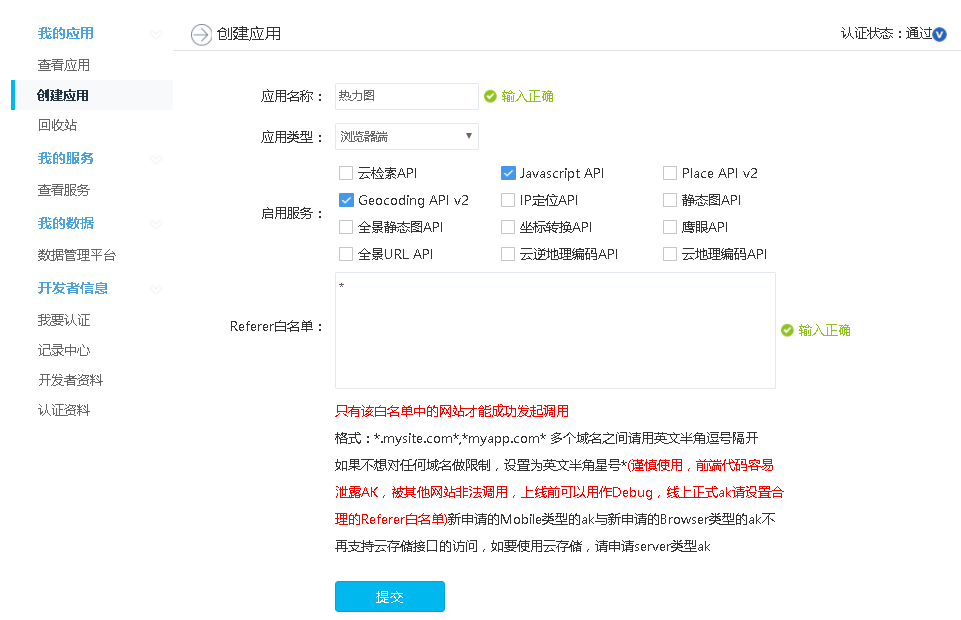 我的应用
查看应用
创建应用
回收站
我的服务
查看服务
我的数据
数据管理平台
开发者信息
我要认证
记录中心
开发者资料
认证资料
创建应用
认证状态：通过
应用名称： 热力图 输入正确
应用类型： 浏览器端
启用服务：
云检索API Javascript API Place API v2
Geocoding API v2 IP定位API 静态图API
全景静态图API 坐标转换API 鹰眼API
全景URL API 云逆地理编码API 云地理编码API
Referer白名单： * 输入正确
只有该白名单中的网站才能成功发起调用
格式：*.mysite.com*,*myapp.com* 多个域名之间请用英文半角逗号隔开
如果不想对任何域名做限制，设置为英文半角星号*(谨慎使用，前端代码容易
泄露AK，被其他网站非法调用，上线前可以用作Debug，线上正式ak请设置合
理的Referer白名单)新申请的Mobile类型的ak与新申请的Browser类型的ak不
再支持云存储接口的访问，如要使用云存储，请申请server类型ak
提交